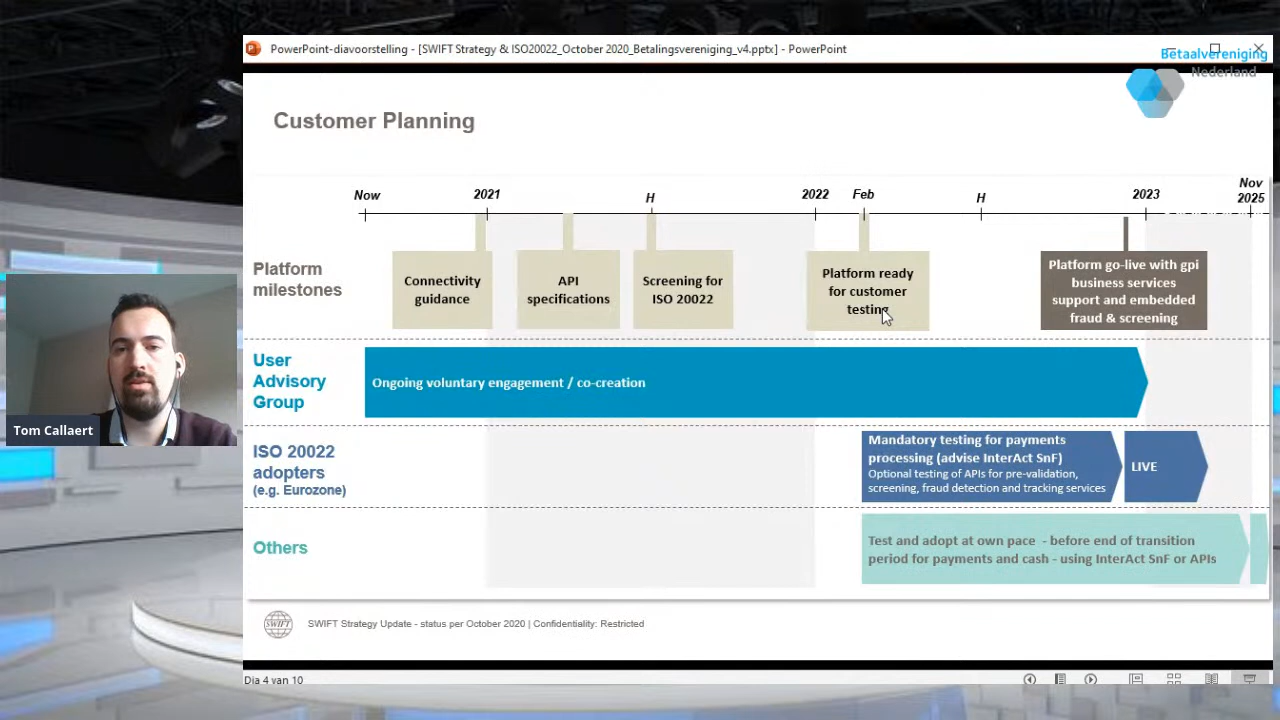 PowerPoint-diavoorstelling - [SWIFT Strategy & ISO20022_October 2020_Betalingsvereniging_v4.pptx] - PowerPoint
Betaalvereniging
Nederland
Customer Planning
Now
2021
H
2022
Feb
H
2023
Nov
2025
Platform
milestones
Connectivity
guidance
API
specifications
Screening for
ISO 20022
Platform ready
for customer
testing
Platform go-live with gpi
business services
support and embedded
fraud & screening
User
Advisory
Group
Ongoing voluntary engagement / co-creation
ISO 20022
adopters
(e.g. Eurozone)
Mandatory testing for payments
processing (advise InterAct SnF)
Optional testing of APIs for pre-validation,
screening, fraud detection and tracking services
LIVE
Others
Test and adopt at own pace - before end of transition
period for payments and cash - using InterAct SnF or APIs
Tom Callaert
SWIFT
SWIFT Strategy Update - status per October 2020 | Confidentiality: Restricted
Dia 4 van 10